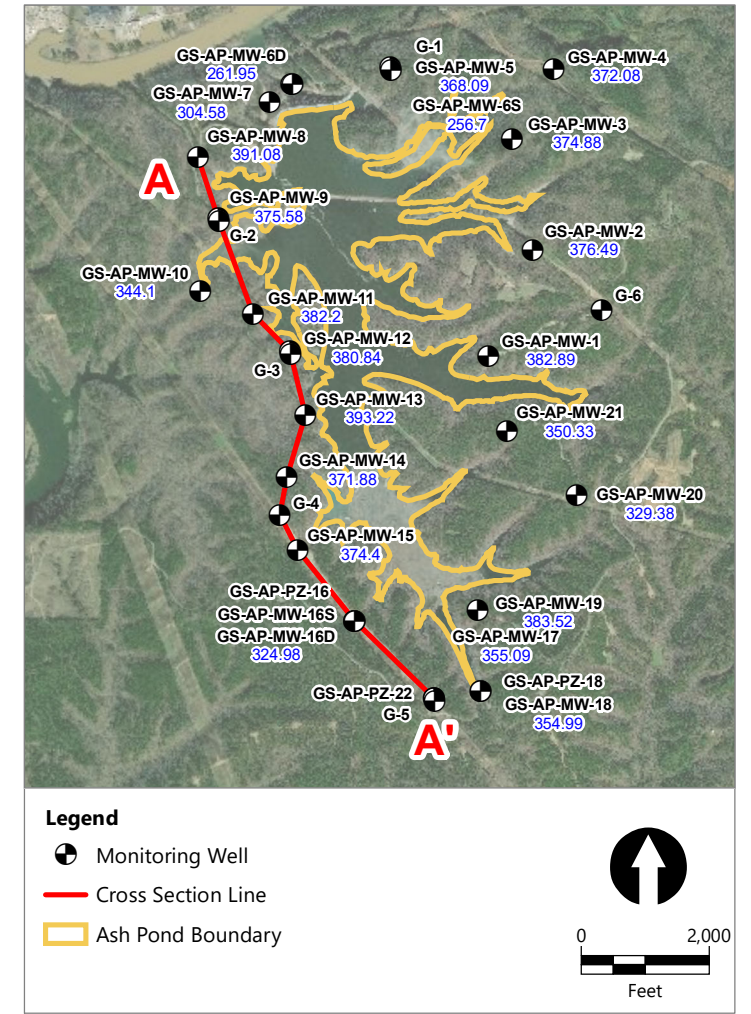 GS-AP-MW-6D
261.95
G-1
GS-AP-MW-5
368.09
GS-AP-MW-4
372.08
GS-AP-MW-7
304.58
GS-AP-MW-6S
256.7
GS-AP-MW-3
374.88
GS-AP-MW-8
391.08
A
GS-AP-MW-9
375.58
G-2
GS-AP-MW-2
376.49
GS-AP-MW-10
344.1
GS-AP-MW-11
382.2
G-6
GS-AP-MW-12
380.84
G-3
GS-AP-MW-1
382.89
GS-AP-MW-13
393.22
GS-AP-MW-21
350.33
GS-AP-MW-14
371.88
GS-AP-MW-20
329.38
G-4
GS-AP-MW-15
374.4
GS-AP-PZ-16
GS-AP-MW-16S
GS-AP-MW-16D
324.98
GS-AP-MW-19
383.52
GS-AP-MW-17
355.09
GS-AP-PZ-18
GS-AP-MW-18
354.99
GS-AP-PZ-22
G-5
A'
Legend
Monitoring Well
Cross Section Line
Ash Pond Boundary
0 2,000
Feet